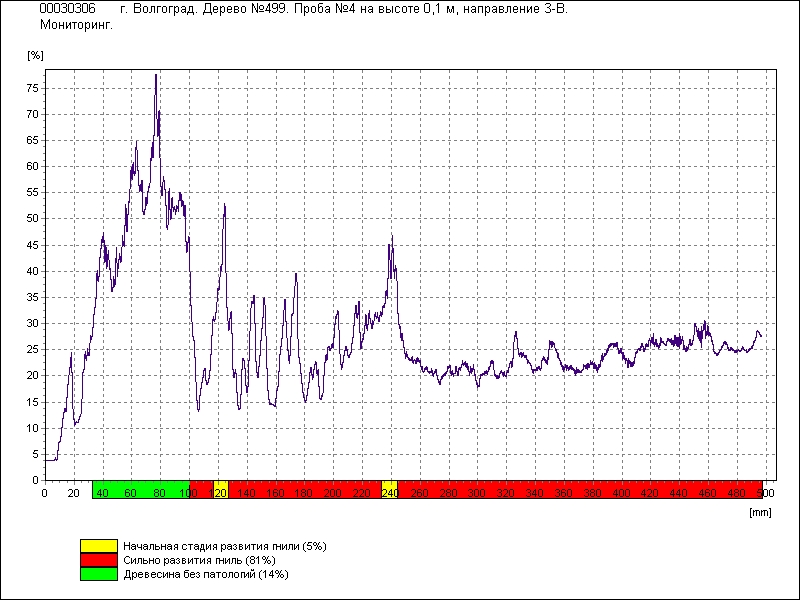 00030306 г. Волгоград. Дерево №499. Проба №4 на высоте 0,1 м, направление З-В.
Мониторинг.
[%]
75
70
65
60
55
50
45
40
35
30
25
20
15
10
5
0
0 20 40 60 80 100 120 140 160 180 200 220 240 260 280 300 320 340 360 380 400 420 440 460 480 500
[mm]
Начальная стадия развития гнили (5%)
Сильно развития гниль (81%)
Древесина без патологий (14%)